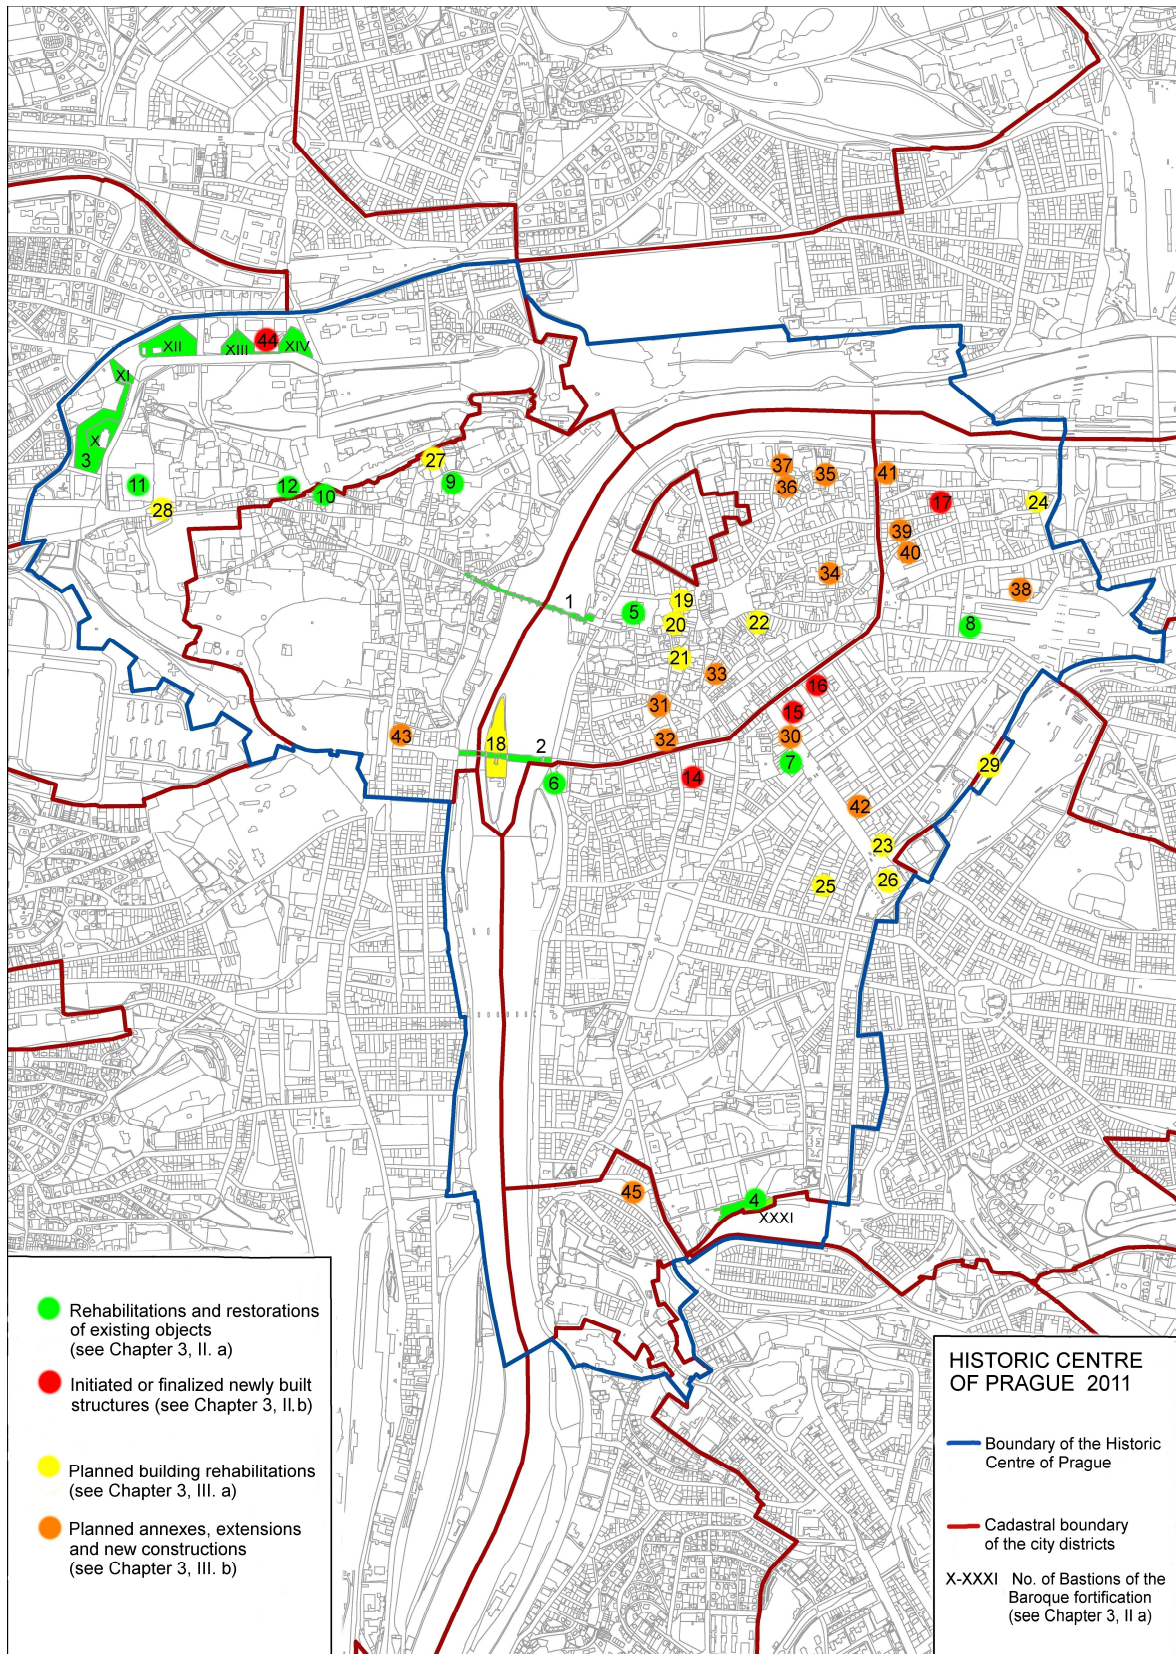 44
XII
XIII
XIV
XI
X
3
27
9
11
12
10
28
37
36
35
41
17
24
39
40
34
38
1
5
19
20
22
8
21
33
16
31
15
43
18
2
32
30
6
14
7
29
42
23
25
26
45
4
XXXI
Rehabilitations and restorations
of existing objects
(see Chapter 3, II. a)
Initiated or finalized newly built
structures (see Chapter 3, II.b)
Planned building rehabilitations
(see Chapter 3, III. a)
Planned annexes, extensions
and new constructions
(see Chapter 3, III. b)
HISTORIC CENTRE
OF PRAGUE 2011
Boundary of the Historic
Centre of Prague
Cadastral boundary
of the city districts
X-XXXI No. of Bastions of the
Baroque fortification
(see Chapter 3, II a)